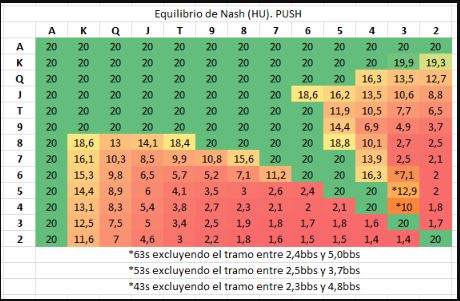 Equilibrio de Nash (HU). PUSH
A K Q J T 9 8 7 6 5 4 3 2
A 20 20 20 20 20 20 20 20 20 20 20 20 20
K 20 20 20 20 20 20 20 20 20 20 20 19,9 19,3
Q 20 20 20 20 20 20 20 20 20 20 16,3 13,5 12,7
J 20 20 20 20 20 20 20 20 18,6 16,2 13,5 10,6 8,8
T 20 20 20 20 20 20 20 20 20 11,9 10,5 7,7 6,5
9 20 20 20 20 20 20 20 20 20 14,4 6,9 4,9 3,7
8 20 18,6 13 14,1 18,4 20 20 20 20 18,8 10,1 2,7 2,5
7 20 16,1 10,3 8,5 9,9 10,8 15,6 20 20 20 13,9 2,5 2,1
6 20 15,3 9,8 6,5 5,7 5,2 7,1 11,2 20 20 16,3 *7,1 2
5 20 14,4 8,9 6 4,1 3,5 3 2,6 2,4 20 20 *12,9 2
4 20 13,1 8,3 5,4 3,8 2,7 2,3 2,1 2 2,1 20 *10 1,8
3 20 12,5 7,5 5 3,4 2,5 1,9 1,8 1,7 1,8 1,6 20 1,7
2 20 11,6 7 4,6 3 2,2 1,8 1,6 1,5 1,5 1,4 1,4 20
*63s excluyendo el tramo entre 2,4bbs y 5,0bbs
*53s excluyendo el tramo entre 2,5bbs y 3,7bbs
*43s excluyendo el tramo entre 2,3bbs y 4,8bbs